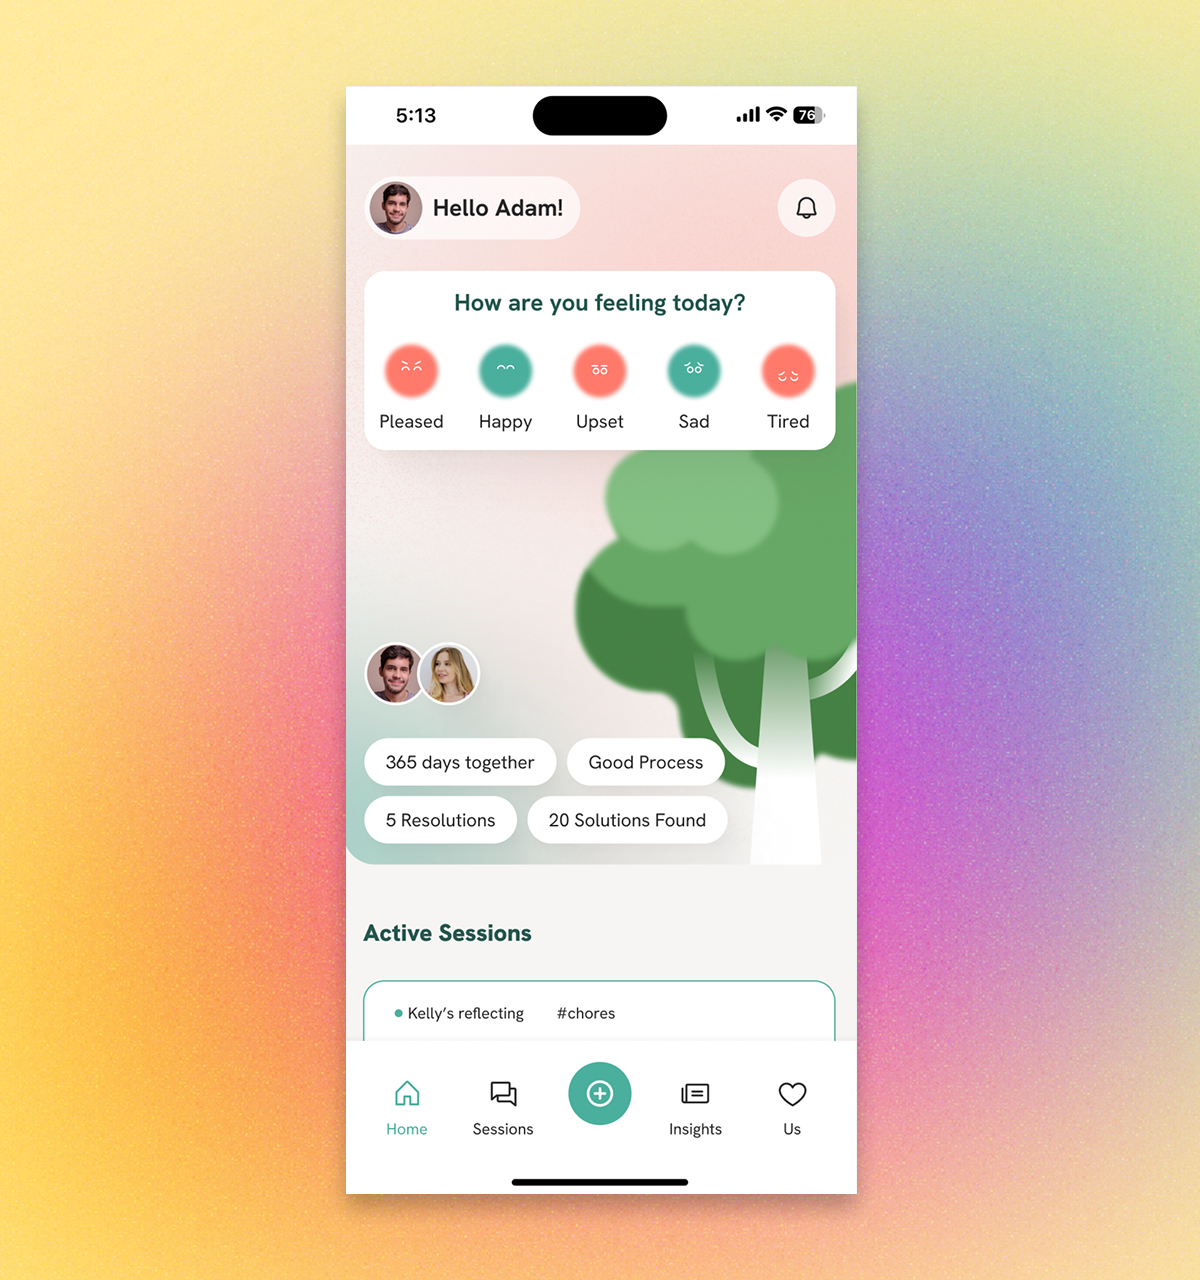 5:13
76
Hello Adam!
How are you feeling today?
Pleased Happy Upset Sad Tired
365 days together Good Process
5 Resolutions 20 Solutions Found
Active Sessions
Kelly’s reflecting #chores
Home Sessions Insights Us